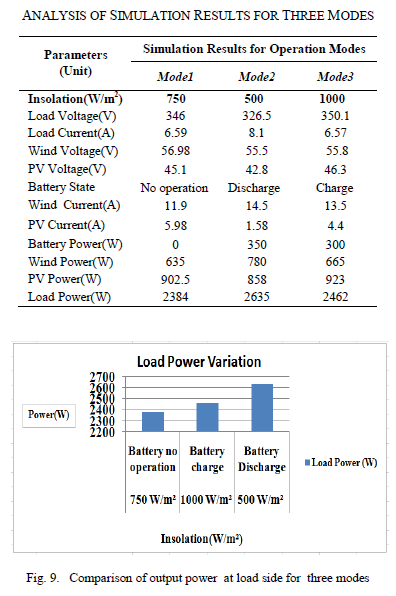 ANALYSIS OF SIMULATION RESULTS FOR THREE MODES
Parameters (Unit) Simulation Results for Operation Modes
Mode1 Mode2 Mode3
Insolation(W/m²) 750 500 1000
Load Voltage(V) 346 326.5 350.1
Load Current(A) 6.59 8.1 6.57
Wind Voltage(V) 56.98 55.5 55.8
PV Voltage(V) 45.1 42.8 46.3
Battery State No operation Discharge Charge
Wind Current(A) 11.9 14.5 13.5
PV Current(A) 5.98 1.58 4.4
Battery Power(W) 0 350 300
Wind Power(W) 635 780 665
PV Power(W) 902.5 858 923
Load Power(W) 2384 2635 2462
Load Power Variation
Power(W)
2700
2600
2500
2400
2300
2200
Battery no operation Battery charge Battery Discharge
750 W/m² 1000 W/m² 500 W/m²
Insolation(W/m²)
Load Power (W)
Fig. 9. Comparison of output power at load side for three modes